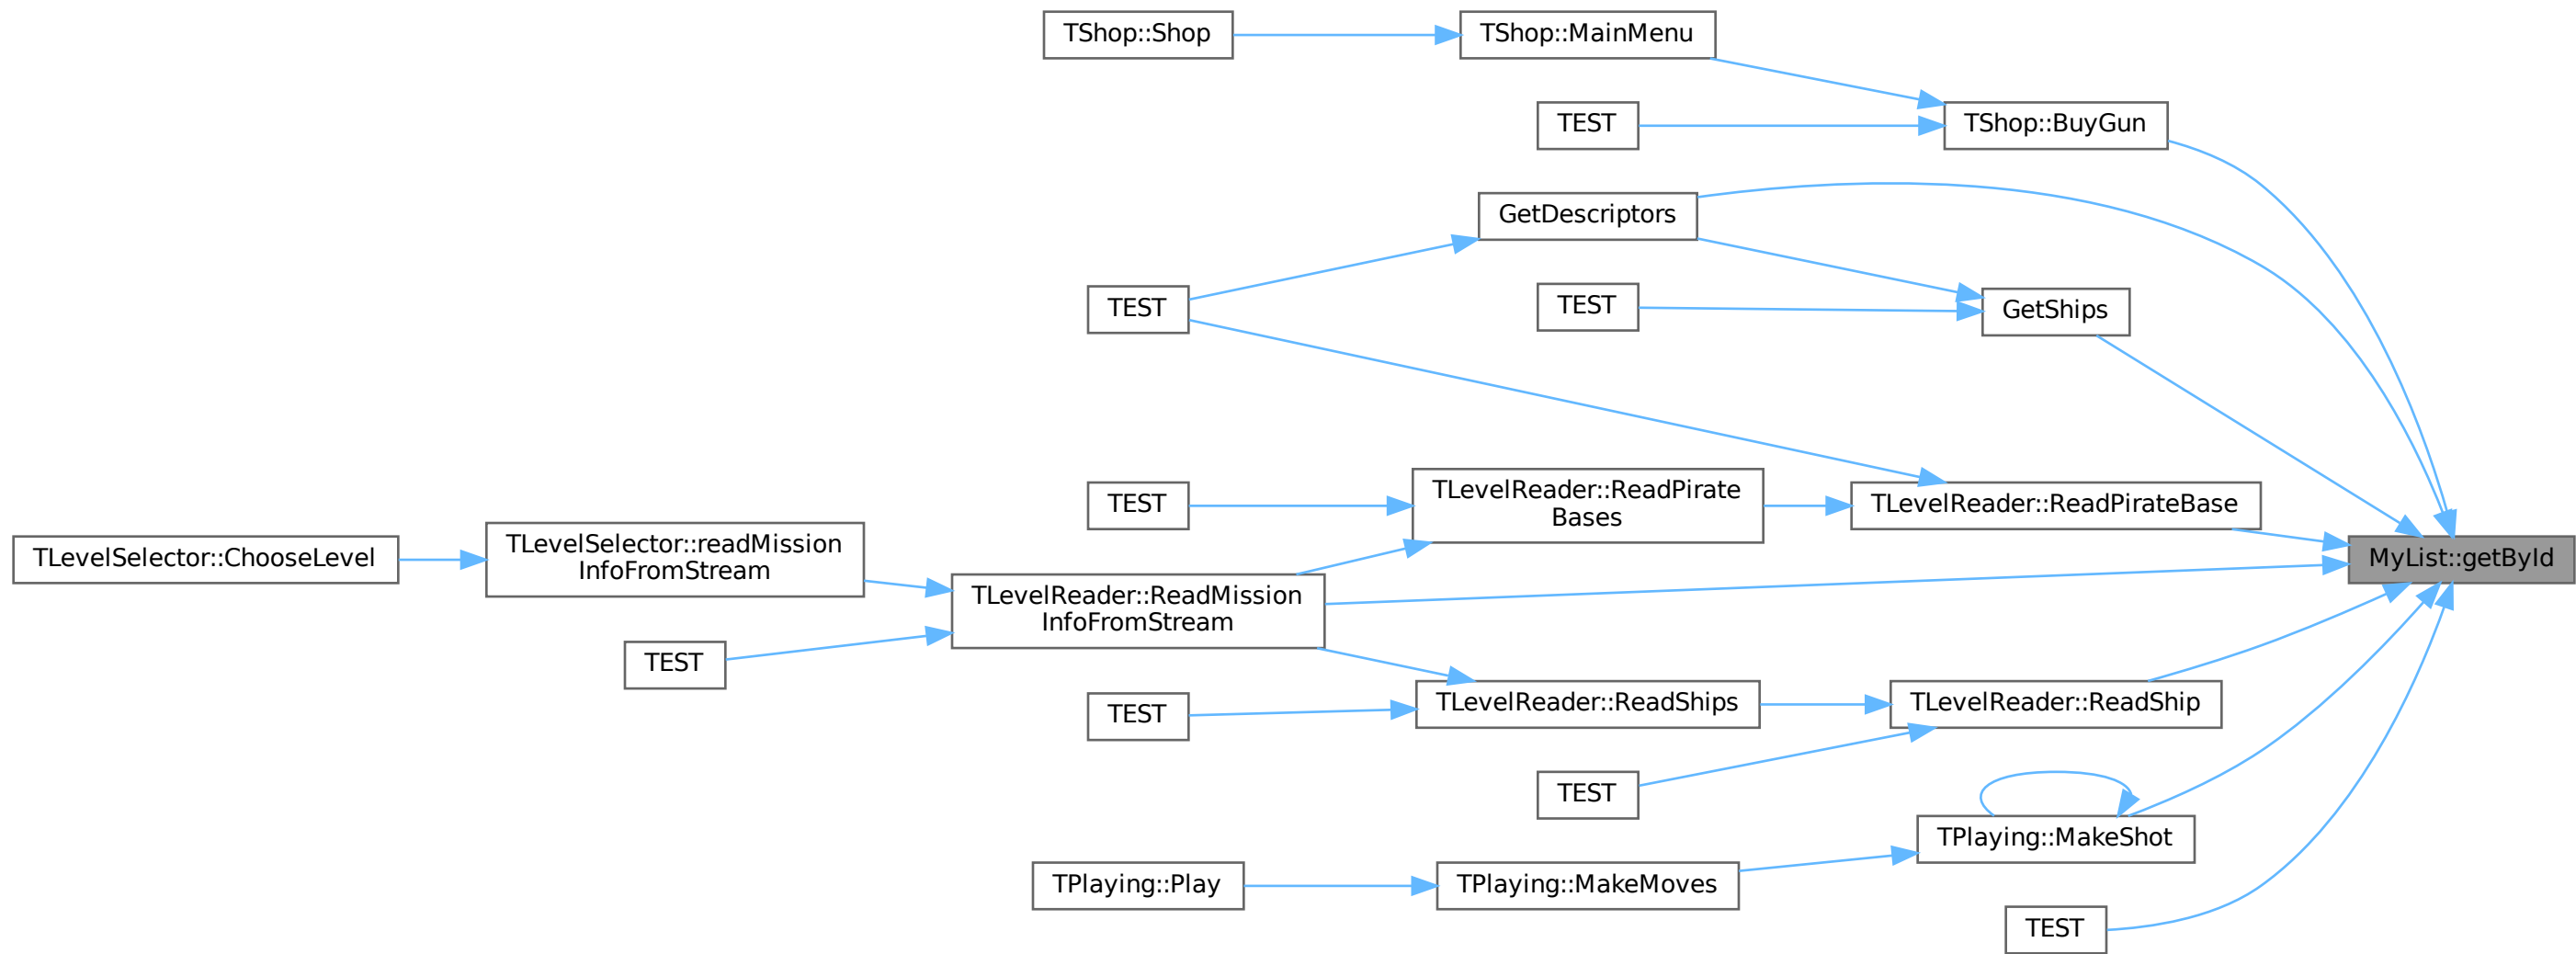 TShop::Shop
TShop::MainMenu
TEST
TShop::BuyGun
GetDescriptors
TEST
TEST
GetShips
TEST
TLevelReader::ReadPirate
Bases
TLevelReader::ReadPirateBase
TLevelSelector::ChooseLevel
TLevelSelector::readMission
InfoFromStream
MyList::getById
TLevelReader::ReadMission
InfoFromStream
TEST
TEST
TLevelReader::ReadShips
TLevelReader::ReadShip
TEST
TPlaying::MakeShot
TPlaying::Play
TPlaying::MakeMoves
TEST